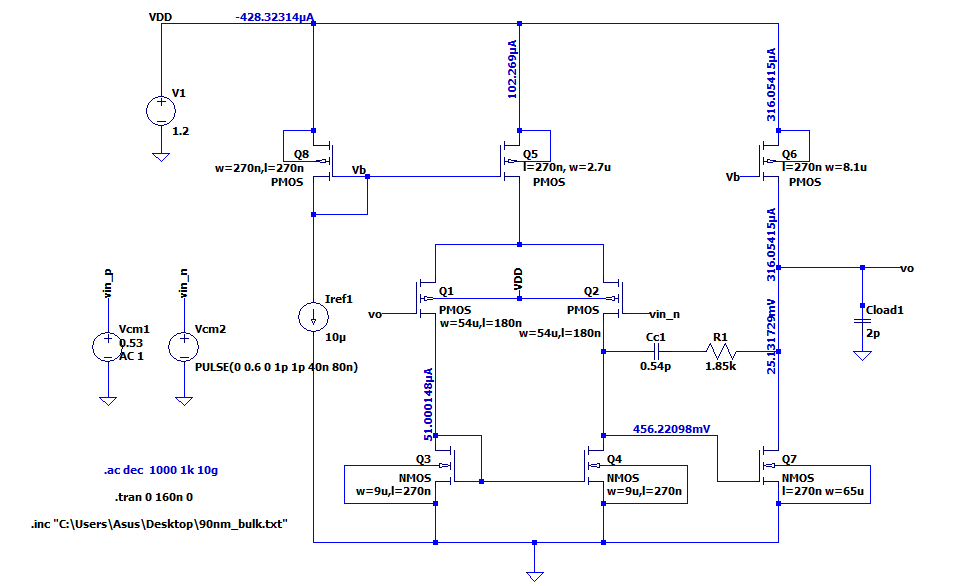 VDD
-428.32314µA
102.269µA
316.05415µA
V1
1.2
Q8
w=270n,l=270n
PMOS
Vb
Q5
l=270n, w=2.7u
PMOS
Q6
l=270n w=8.1u
Vb
PMOS
316.05415µA
vin_p
vin_n
VDD
vo
Q1
PMOS
w=54u,l=180n
Q2
PMOS
w=54u,l=180n
vin_n
vo
Iref1
10µ
Cload1
2p
Vcm1
0.53
AC 1
Vcm2
PULSE(0 0.6 0 1p 1p 40n 80n)
Cc1
0.54p
R1
1.85k
25.131729mV
51.000148µA
456.22098mV
Q3
NMOS
w=9u,l=270n
Q4
NMOS
w=9u,l=270n
Q7
NMOS
l=270n w=65u
.ac dec 1000 1k 10g
.tran 0 160n 0
.inc "C:\Users\Asus\Desktop\90nm_bulk.txt"